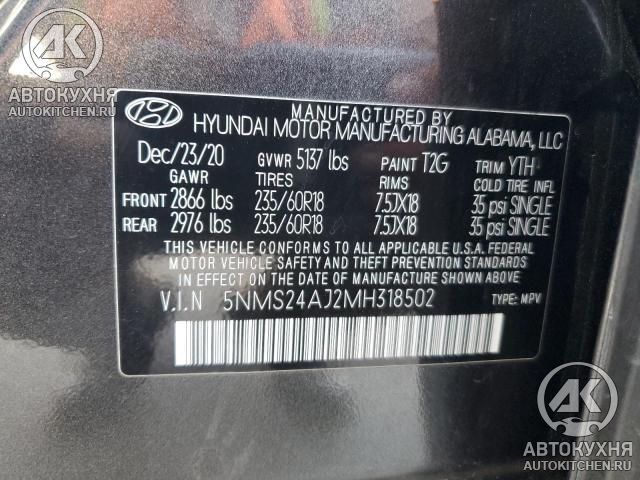 АК
АВТОКУХНЯ
AUTOKITCHEN.RU
MANUFACTURED BY
HYUNDAI MOTOR MANUFACTURING ALABAMA, LLC
Dec/23/20 GVWR 5137 lbs PAINT T2G TRIM YTH
GAWR TIRES RIMS COLD TIRE INFL
FRONT 2866 lbs 235/60R18 7.5JX18 35 psi SINGLE
REAR 2976 lbs 235/60R18 7.5JX18 35 psi SINGLE
THIS VEHICLE CONFORMS TO ALL APPLICABLE U.S.A. FEDERAL
MOTOR VEHICLE SAFETY AND THEFT PREVENTION STANDARDS
IN EFFECT ON THE DATE OF MANUFACTURE SHOWN ABOVE.
V.I.N 5NMS24AJ2MH318502 TYPE: MPV
АК
АВТОКУХНЯ
AUTOKITCHEN.RU